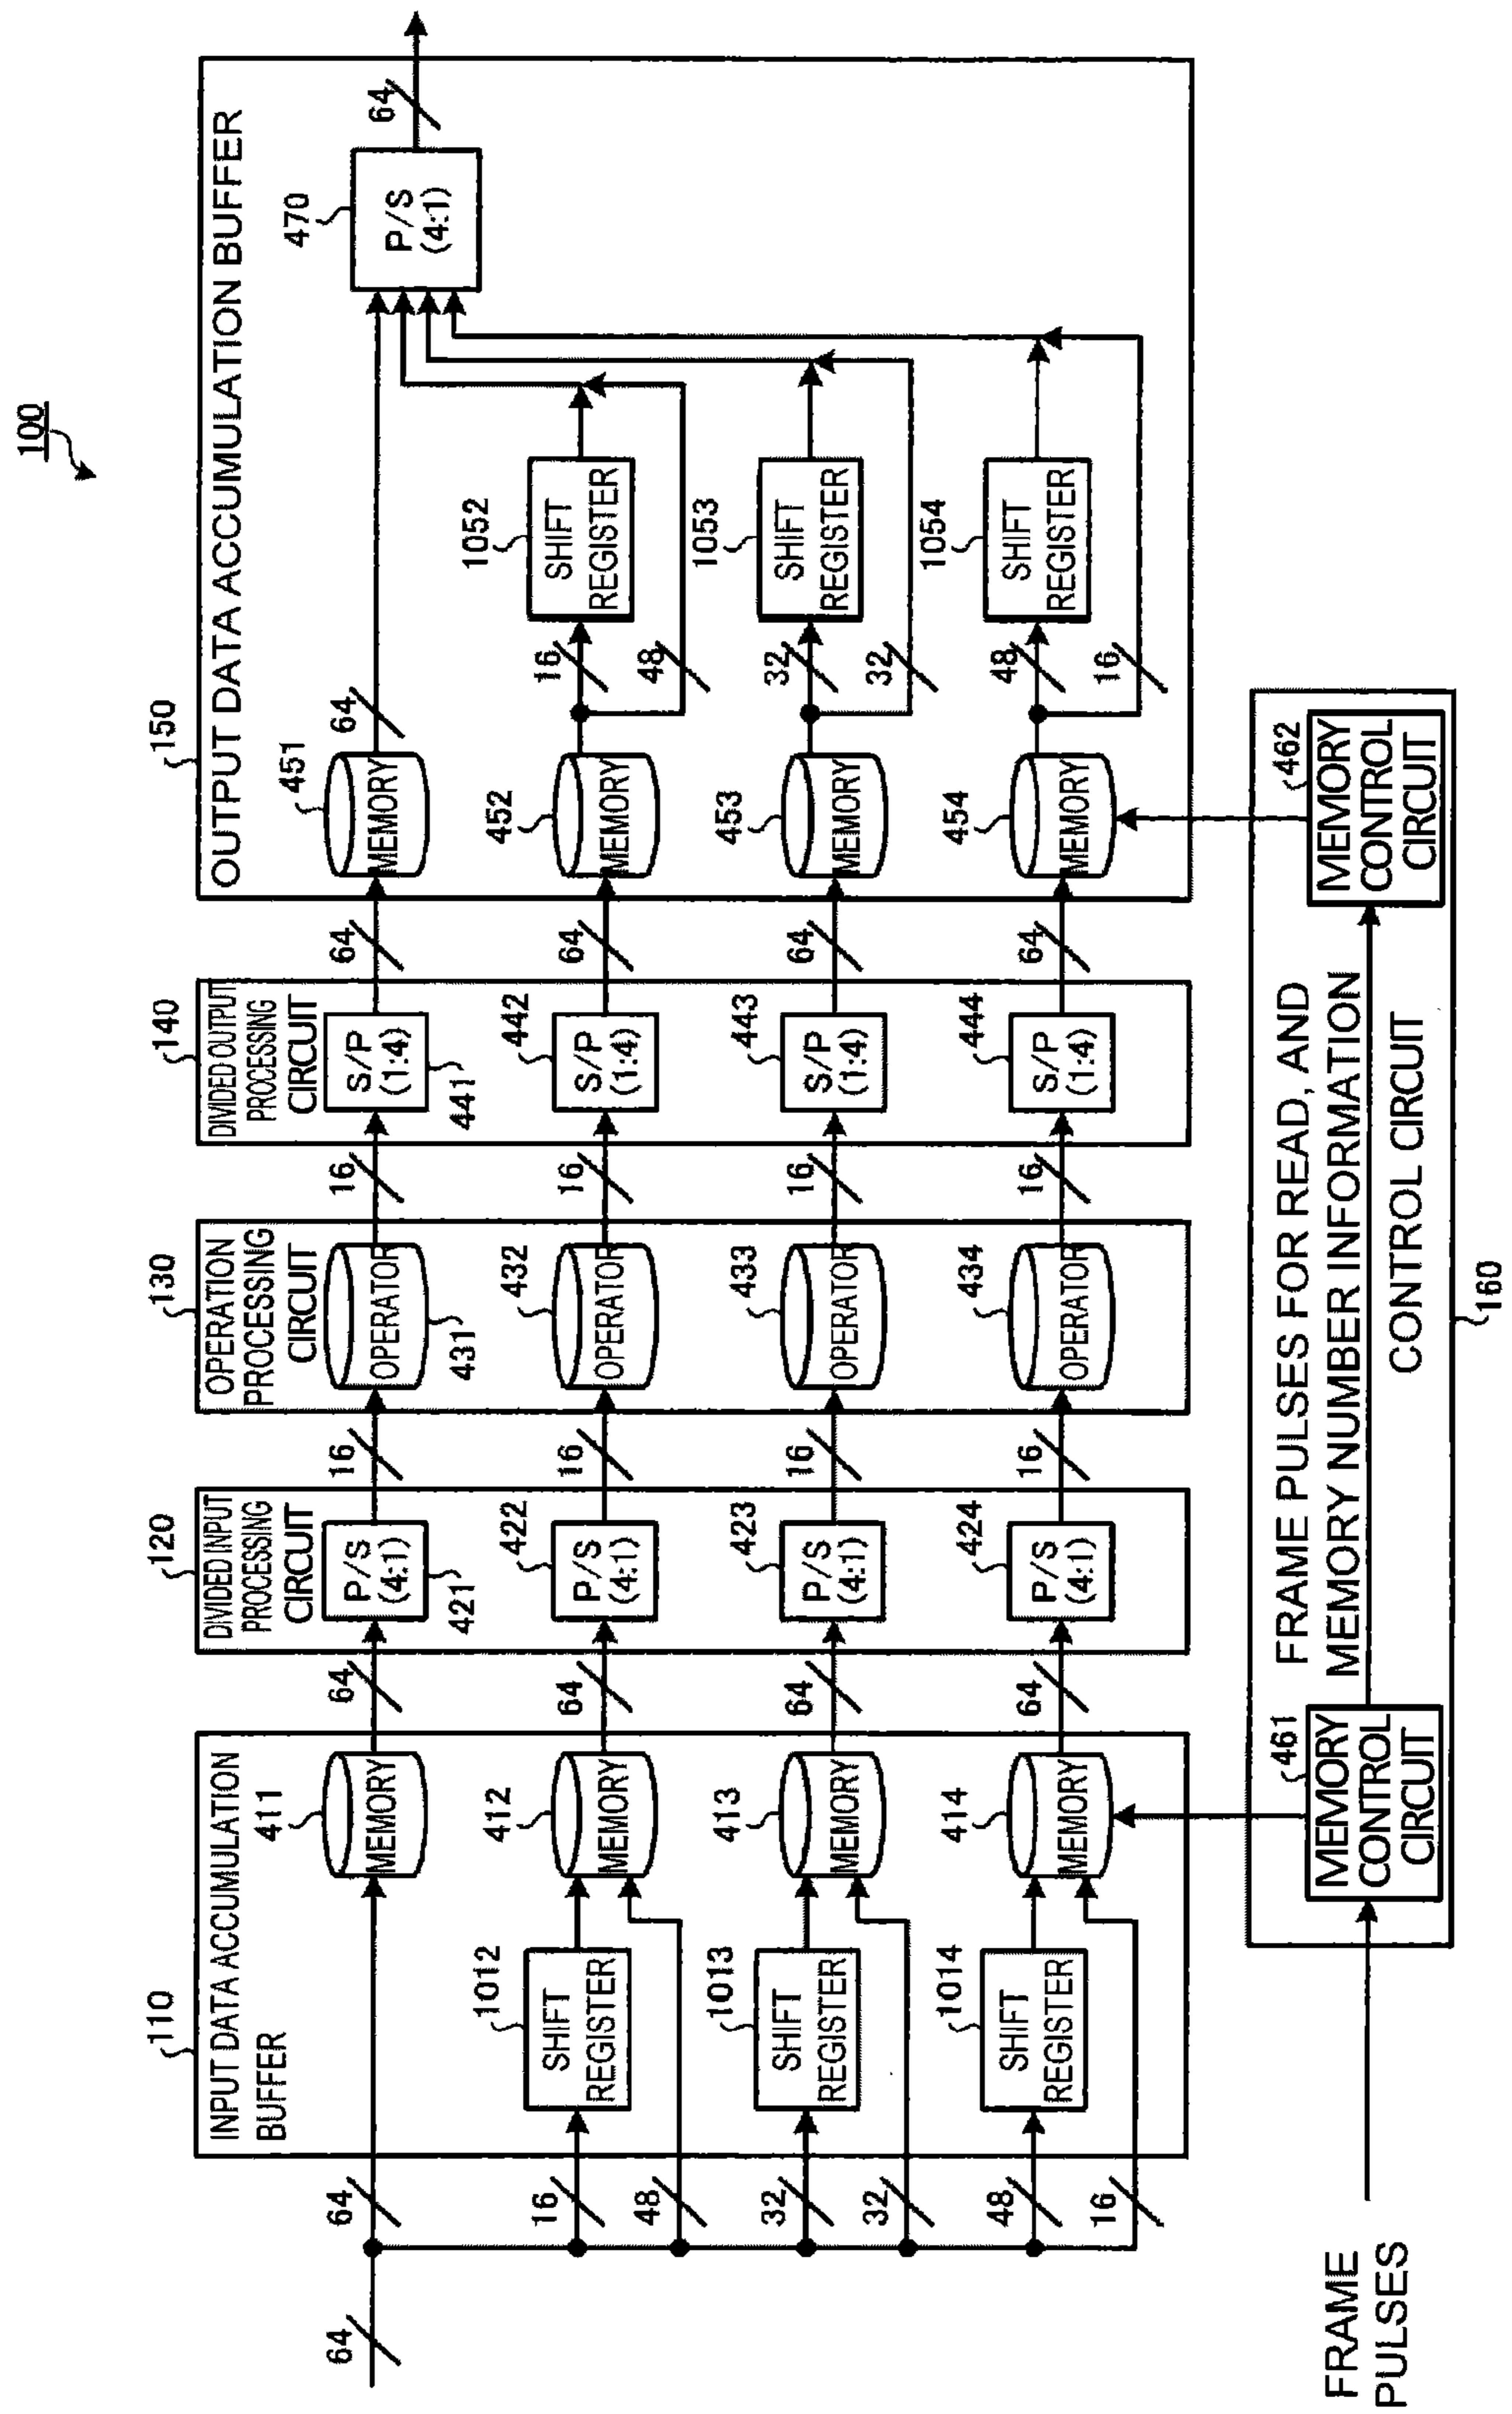 100
110
INPUT DATA ACCUMULATION
BUFFER
120
DIVIDED INPUT
PROCESSING
CIRCUIT
130
OPERATION
PROCESSING
CIRCUIT
140
DIVIDED OUTPUT
PROCESSING
CIRCUIT
150
OUTPUT DATA ACCUMULATION BUFFER
64
64
411
MEMORY
64
P/S
(4:1)
421
16
OPERATOR
431
16
S/P
(1:4)
441
64
451
MEMORY
64
470
P/S
(4:1)
64
16
1012
SHIFT
REGISTER
48
412
MEMORY
64
422
P/S
(4:1)
16
432
OPERATOR
16
442
S/P
(1:4)
64
452
MEMORY
16
48
1052
SHIFT
REGISTER
32
1013
SHIFT
REGISTER
32
413
MEMORY
64
423
P/S
(4:1)
16
433
OPERATOR
16
443
S/P
(1:4)
64
453
MEMORY
32
32
1053
SHIFT
REGISTER
48
1014
SHIFT
REGISTER
16
414
MEMORY
64
424
P/S
(4:1)
16
434
OPERATOR
16
444
S/P
(1:4)
64
454
MEMORY
48
16
1054
SHIFT
REGISTER
FRAME
PULSES
461
MEMORY
CONTROL
CIRCUIT
FRAME PULSES FOR READ, AND
MEMORY NUMBER INFORMATION
CONTROL CIRCUIT
462
MEMORY
CONTROL
CIRCUIT
160